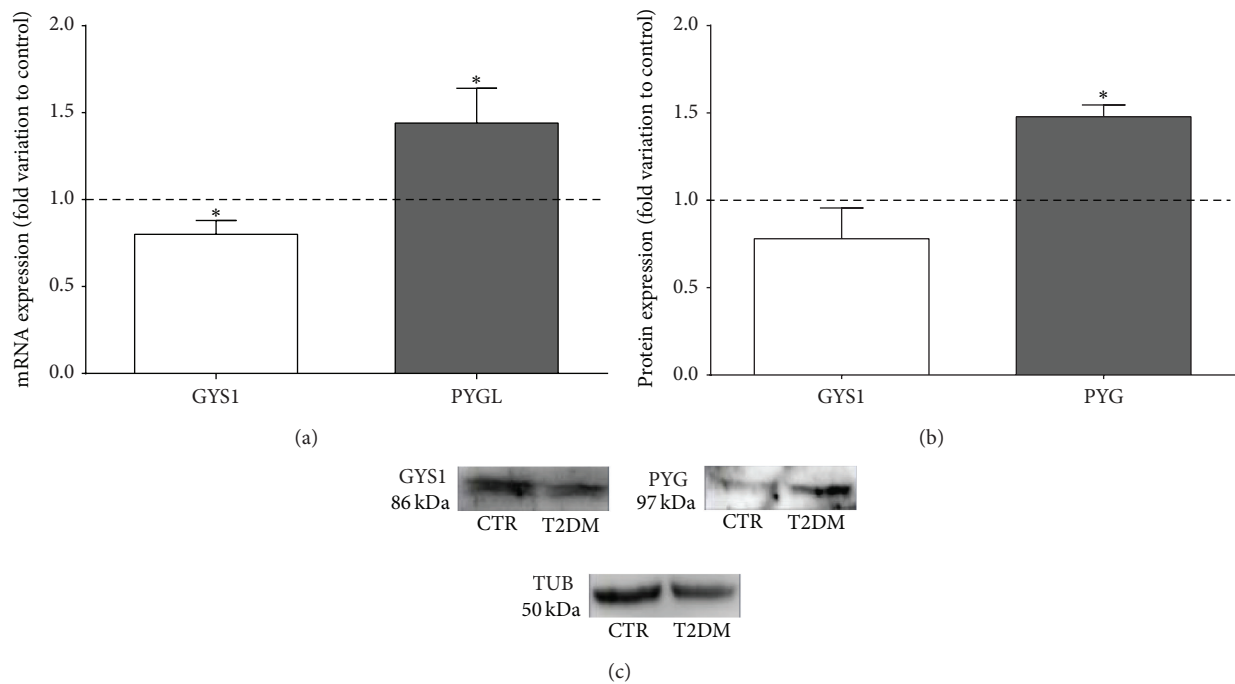 mRNA expression (fold variation to control)
2.0
1.5
1.0
0.5
0.0
*
*
GYS1 PYGL
(a)
Protein expression (fold variation to control)
2.0
1.5
1.0
0.5
0.0
*
GYS1 PYG
(b)
GYS1
86 kDa
CTR T2DM
PYG
97 kDa
CTR T2DM
TUB
50 kDa
CTR T2DM
(c)